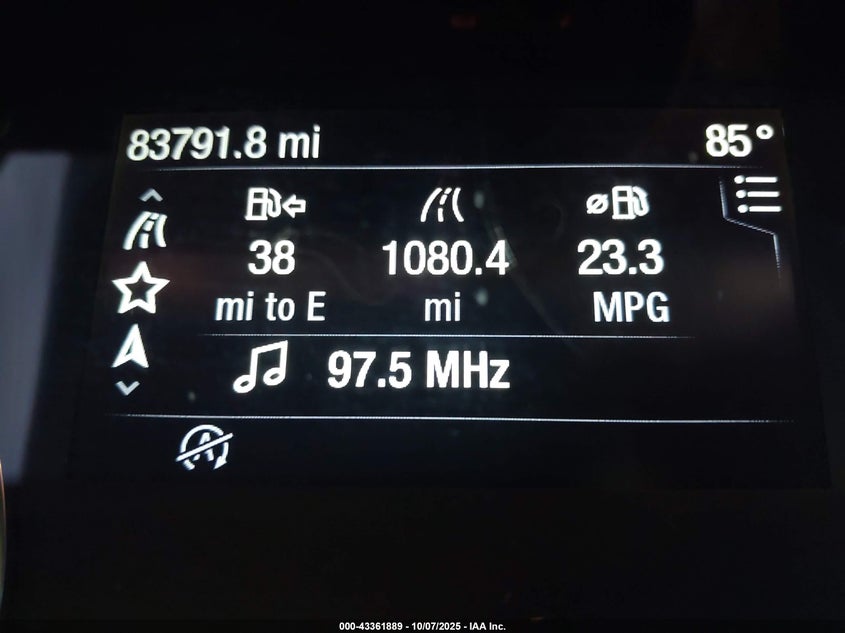 83791.8 mi 85°
38 1080.4 23.3
mi to E mi MPG
97.5 MHz
A
000-43361889 - 10/07/2025 - IAA Inc.